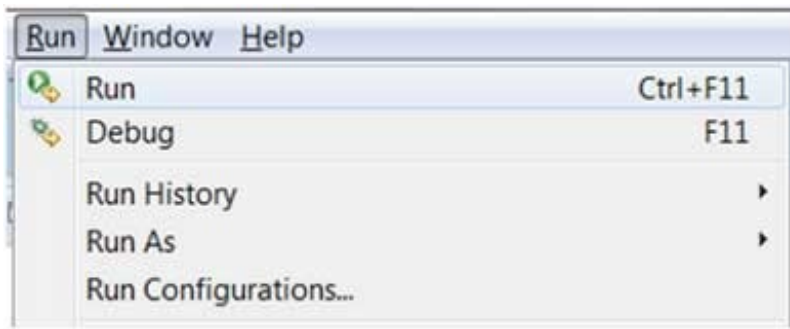 Run Window Help
Run Ctrl+F11
Debug F11
Run History
Run As
Run Configurations...